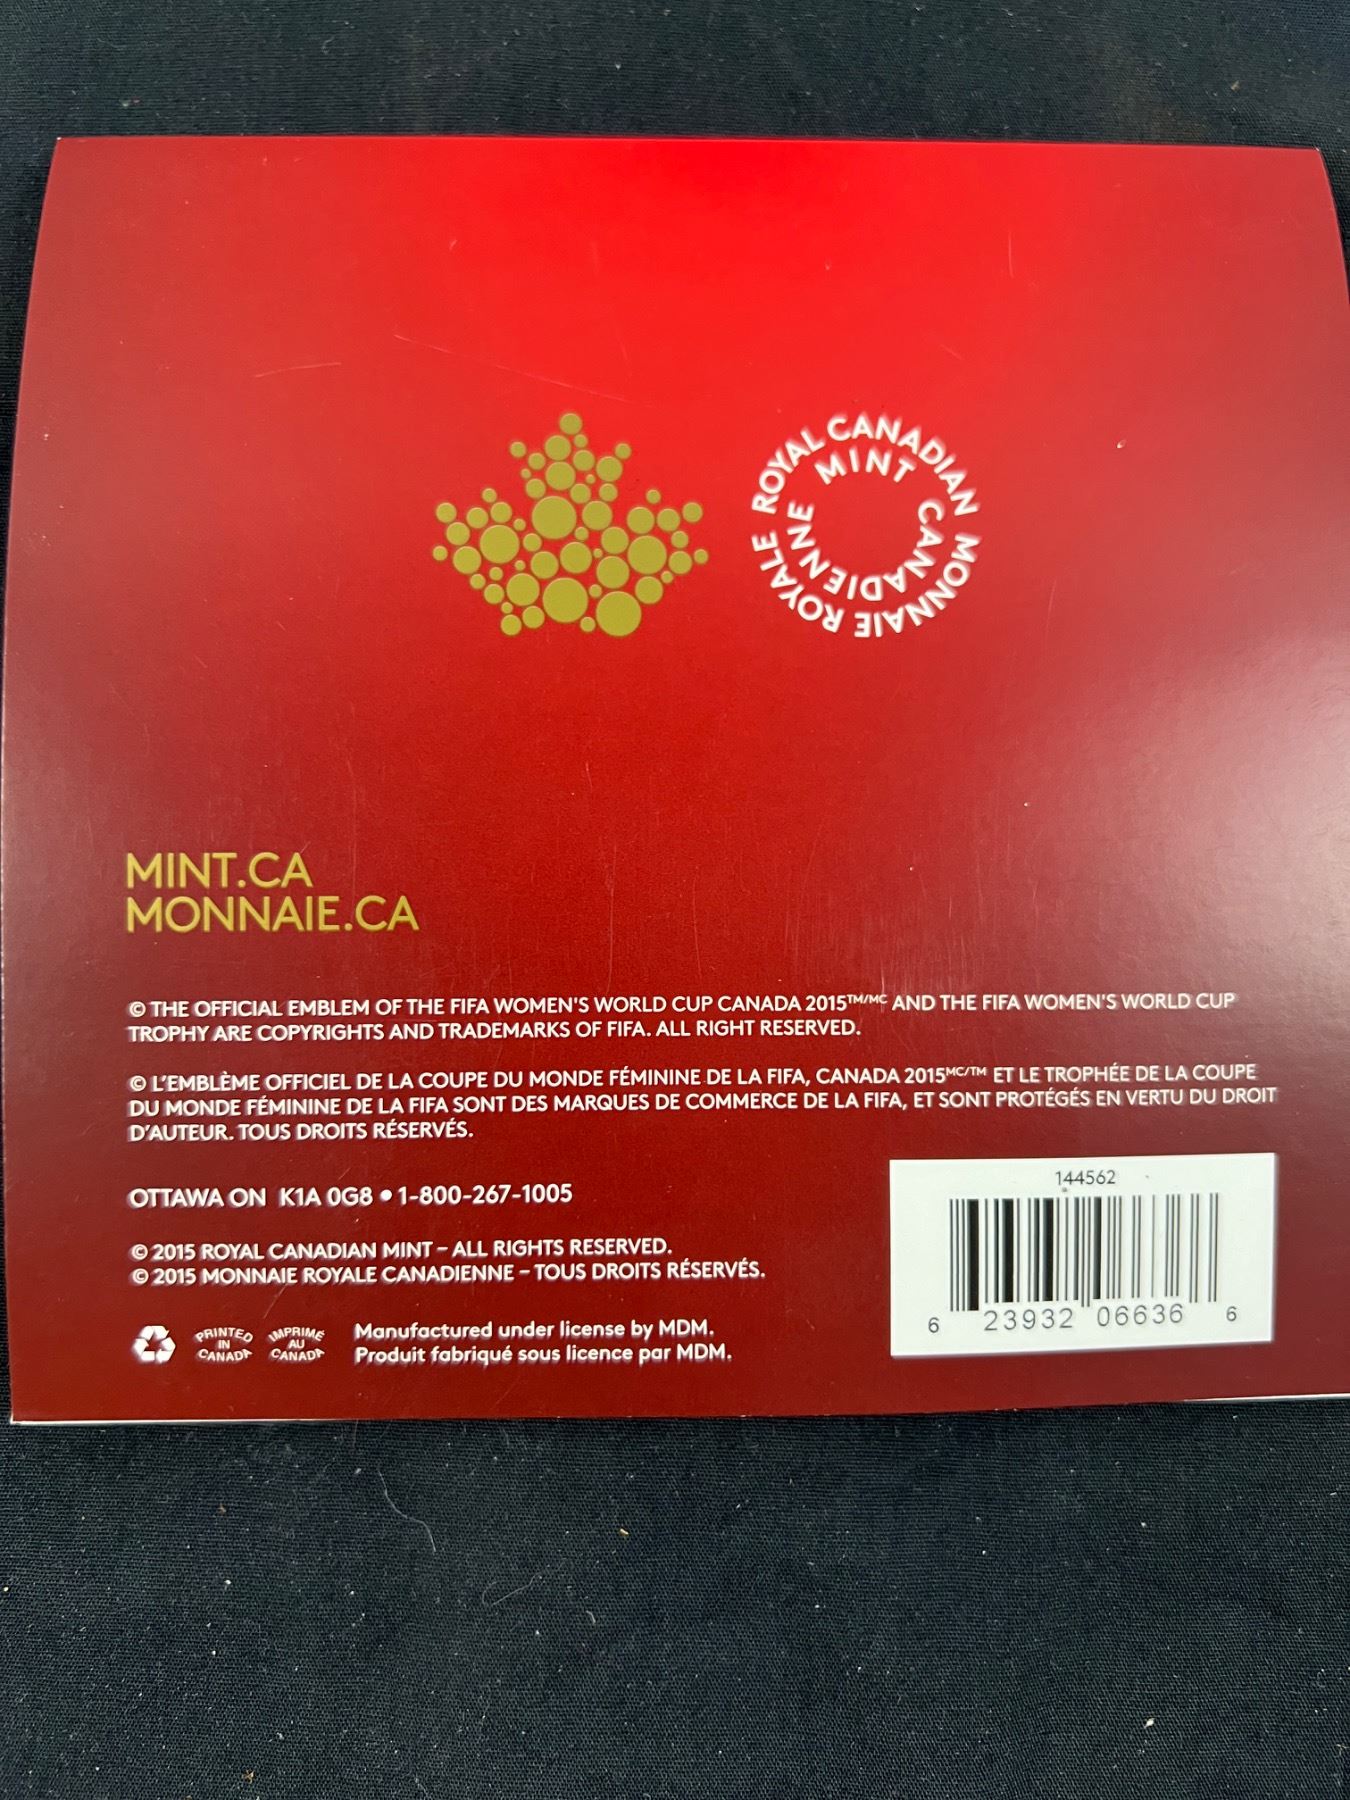 ROYAL CANADIAN MINT
MONNAIE ROYALE CANADIENNE
MINT.CA
MONNAIE.CA
© THE OFFICIAL EMBLEM OF THE FIFA WOMEN'S WORLD CUP CANADA 2015™/MC AND THE FIFA WOMEN'S WORLD CUP
TROPHY ARE COPYRIGHTS AND TRADEMARKS OF FIFA. ALL RIGHT RESERVED.
© L'EMBLÈME OFFICIEL DE LA COUPE DU MONDE FÉMININE DE LA FIFA, CANADA 2015MC/™ ET LE TROPHÉE DE LA COUPE
DU MONDE FÉMININE DE LA FIFA SONT DES MARQUES DE COMMERCE DE LA FIFA, ET SONT PROTÉGÉS EN VERTU DU DROIT
D'AUTEUR. TOUS DROITS RÉSERVÉS.
OTTAWA ON K1A 0G8 • 1-800-267-1005
© 2015 ROYAL CANADIAN MINT – ALL RIGHTS RESERVED.
© 2015 MONNAIE ROYALE CANADIENNE – TOUS DROITS RÉSERVÉS.
PRINTED IN CANADA
IMPRIMÉ AU CANADA
Manufactured under license by MDM.
Produit fabriqué sous licence par MDM.
144562
6 23932 06636 6